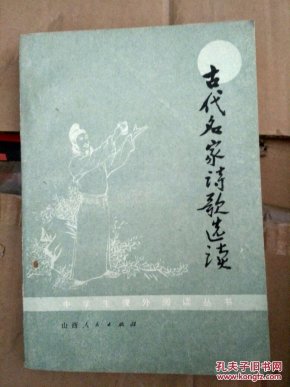 古代名家诗歌选读
中学生课外阅读丛书
山西人民出版社
孔夫子旧书网